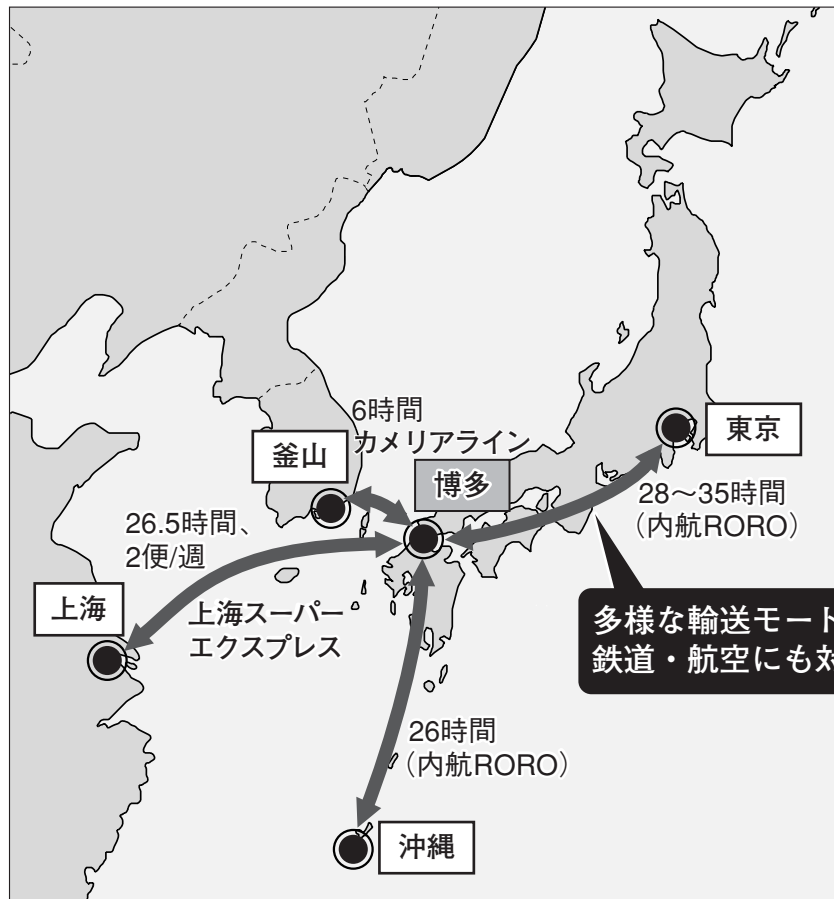 6時間
カメリアライン
釜山
博多
東京
28〜35時間
（内航RORO）
26.5時間、
2便/週
上海
上海スーパー
エクスプレス
多様な輸送モート
鉄道・航空にも対
26時間
（内航RORO）
沖縄